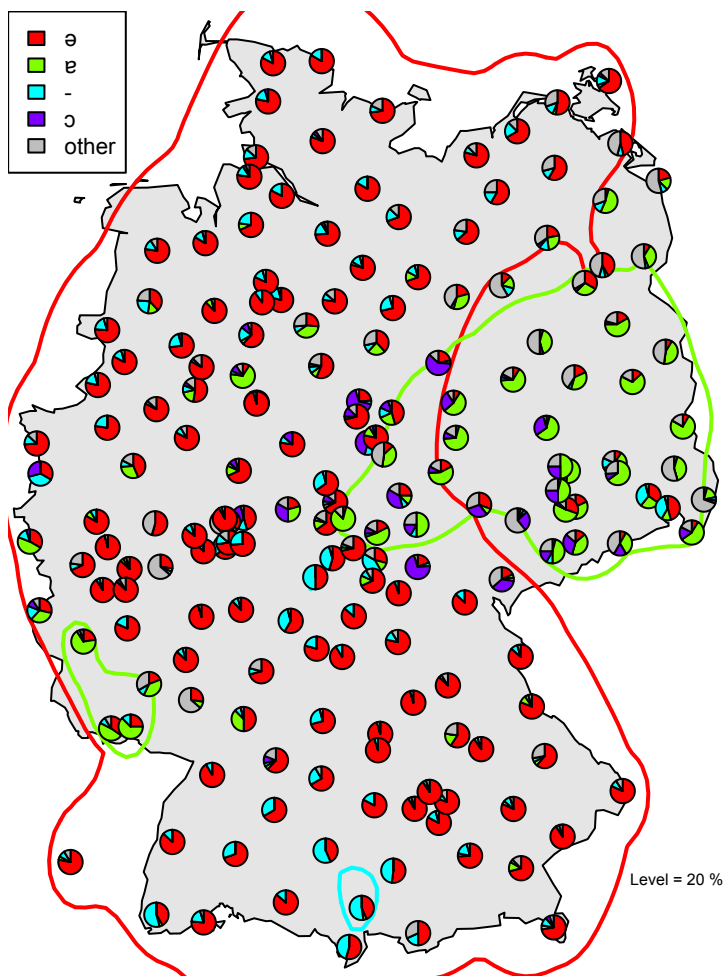 ə
ɐ
-
ɔ
other
Level = 20 %